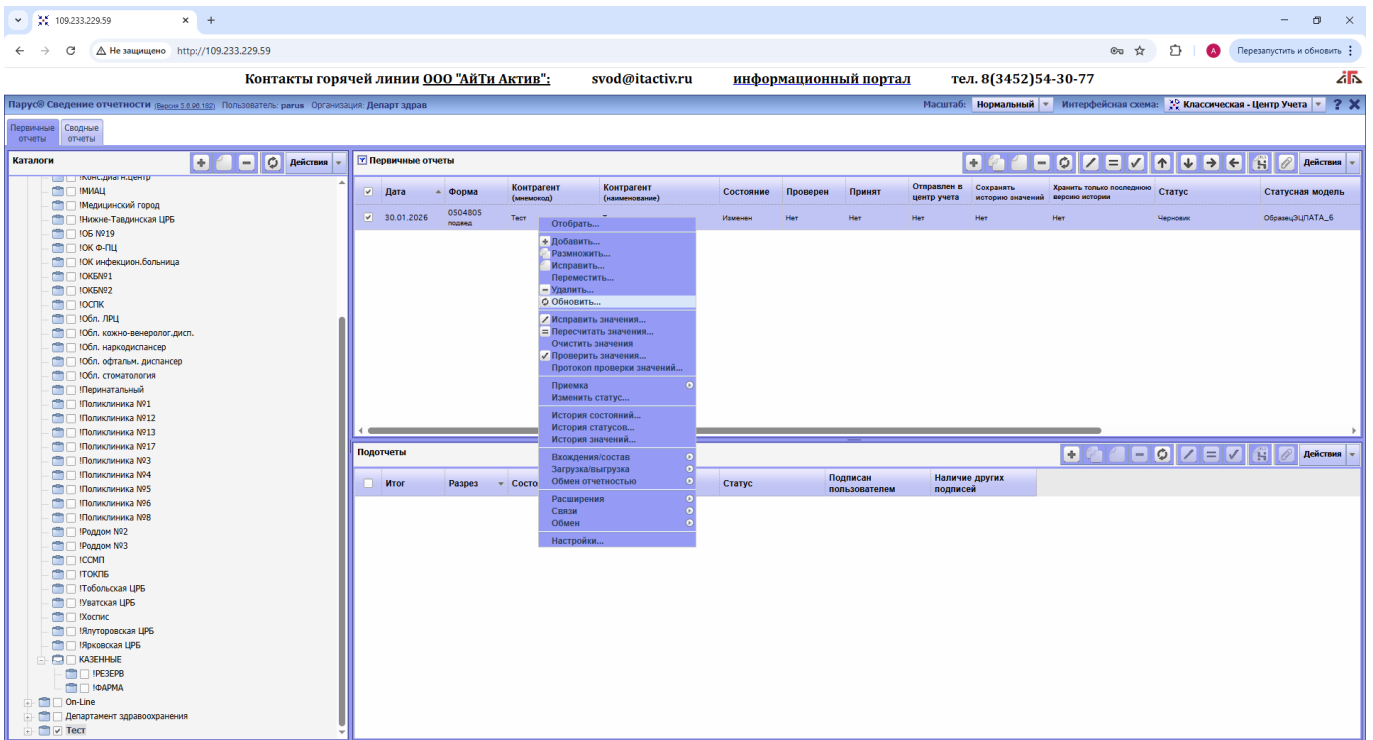 109.233.229.59
Не защищено http://109.233.229.59
А
Перезапустить и обновить
Контакты горячей линии ООО "АйТи Актив": svod@itactiv.ru информационный портал тел. 8(3452)54-30-77
Парус® Сведение отчетности (Версия 5.6.96.182) Пользователь: parus Организация: Департ здрав
Масштаб: Нормальный Интерфейсная схема: Классическая - Центр Учета
Первичные отчеты
Сводные отчеты
Каталоги
Действия
!Конс.диагн.центр
!МИАЦ
!Медицинский город
!Нижне-Тавдинская ЦРБ
!ОБ №19
!ОК Ф-ПЦ
!ОК инфекцион.больница
!ОКБ№1
!ОКБ№2
!ОСПК
!Обл. ЛРЦ
!Обл. кожно-венеролог.дисп.
!Обл. наркодиспансер
!Обл. офтальм. диспансер
!Обл. стоматология
!Перинатальный
!Поликлиника №1
!Поликлиника №12
!Поликлиника №13
!Поликлиника №17
!Поликлиника №3
!Поликлиника №4
!Поликлиника №5
!Поликлиника №6
!Поликлиника №8
!Роддом №2
!Роддом №3
!ССМП
!ТОКПБ
!Тобольская ЦРБ
!Уватская ЦРБ
!Хоспис
!Ялуторовская ЦРБ
!Ярковская ЦРБ
КАЗЕННЫЕ
!РЕЗЕРВ
!ФАРМА
On-Line
Департамент здравоохранения
Тест
Первичные отчеты
Действия
Дата Форма Контрагент (мнемокод) Контрагент (наименование) Состояние Проверен Принят Отправлен в центр учета Сохранять историю значений Хранить только последнюю версию истории Статус Статусная модель
30.01.2026 0504805 подвед Тест Изменен Нет Нет Нет Нет Нет Черновик ОбразецЭЦПАТА_6
Отобрать...
Добавить...
Размножить...
Исправить...
Переместить...
Удалить...
Обновить...
Исправить значения...
Пересчитать значения...
Очистить значения
Проверить значения...
Протокол проверки значений...
Приемка
Изменить статус...
История состояний...
История статусов...
История значений...
Вхождения/состав
Загрузка/выгрузка
Обмен отчетностью
Расширения
Связи
Обмен
Настройки...
Подотчеты
Действия
Итог Разрез Состо Статус Подписан пользователем Наличие других подписей